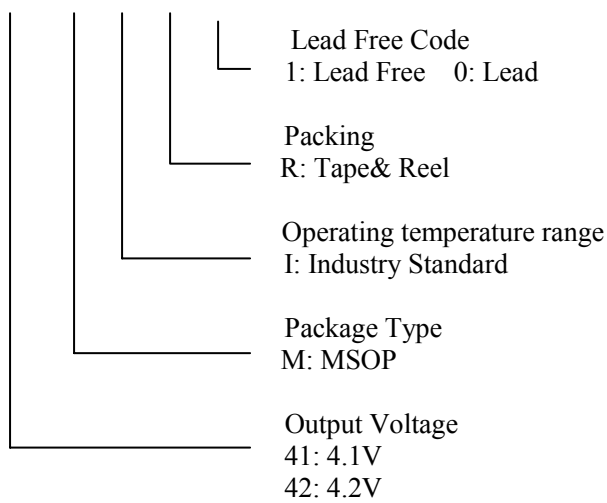 Lead Free Code
1: Lead Free 0: Lead
Packing
R: Tape& Reel
Operating temperature range
I: Industry Standard
Package Type
M: MSOP
Output Voltage
41: 4.1V
42: 4.2V